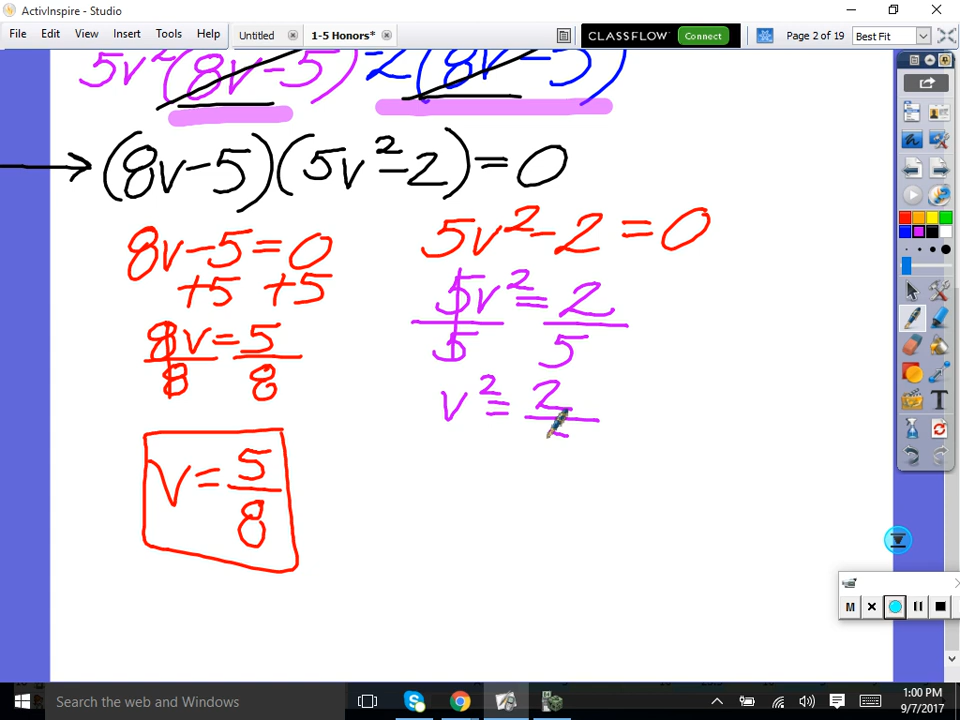 ActivInspire - Studio
File Edit View Insert Tools Help Untitled 1-5 Honors* CLASSFLOW Connect Page 2 of 19 Best Fit
5v²(8v-5)=2(8v-5)
(8v-5)(5v²-2)=0
8v-5=0
+5 +5
8v=5
8 8
v=5/8
5v²-2=0
5v²=2
5 5
v²=2
T
M
Search the web and Windows
1:00 PM
9/7/2017